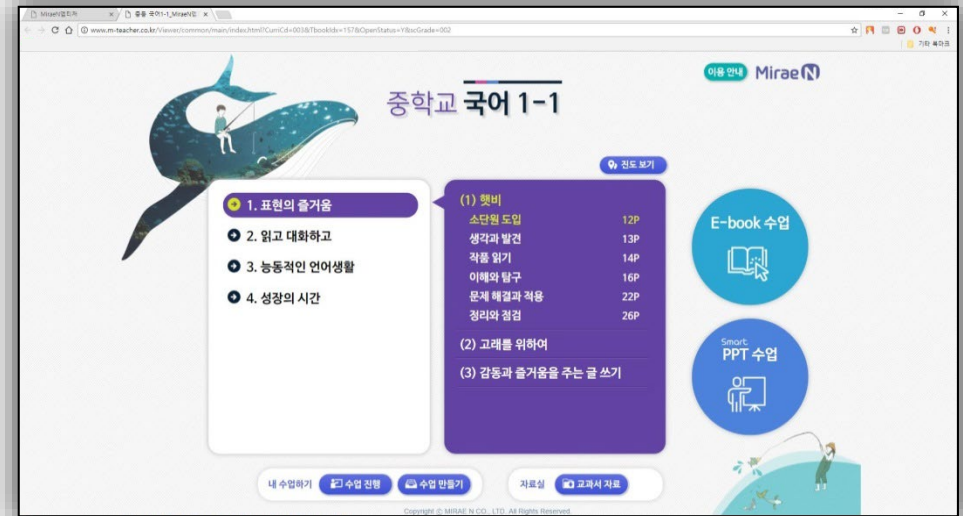 MiraeN엠티처
중등 국어1-1_MiraeN엠
www.m-teacher.co.kr/Viewer/common/main/index.html?CurriCd=003&TbookIdx=157&OpenStatus=Y&scGrade=002
기타 북마크
이용 안내 Mirae N
중학교 국어 1-1
진도 보기
1. 표현의 즐거움
2. 읽고 대화하고
3. 능동적인 언어생활
4. 성장의 시간
(1) 햇비
소단원 도입 12P
생각과 발견 13P
작품 읽기 14P
이해와 탐구 16P
문제 해결과 적용 22P
정리와 점검 26P
(2) 고래를 위하여
(3) 감동과 즐거움을 주는 글 쓰기
E-book 수업
Smart
PPT 수업
내 수업하기 수업 진행 수업 만들기 자료실 교과서 자료
Copyright ⓒ MIRAE N CO., LTD. All Rights Reserved.